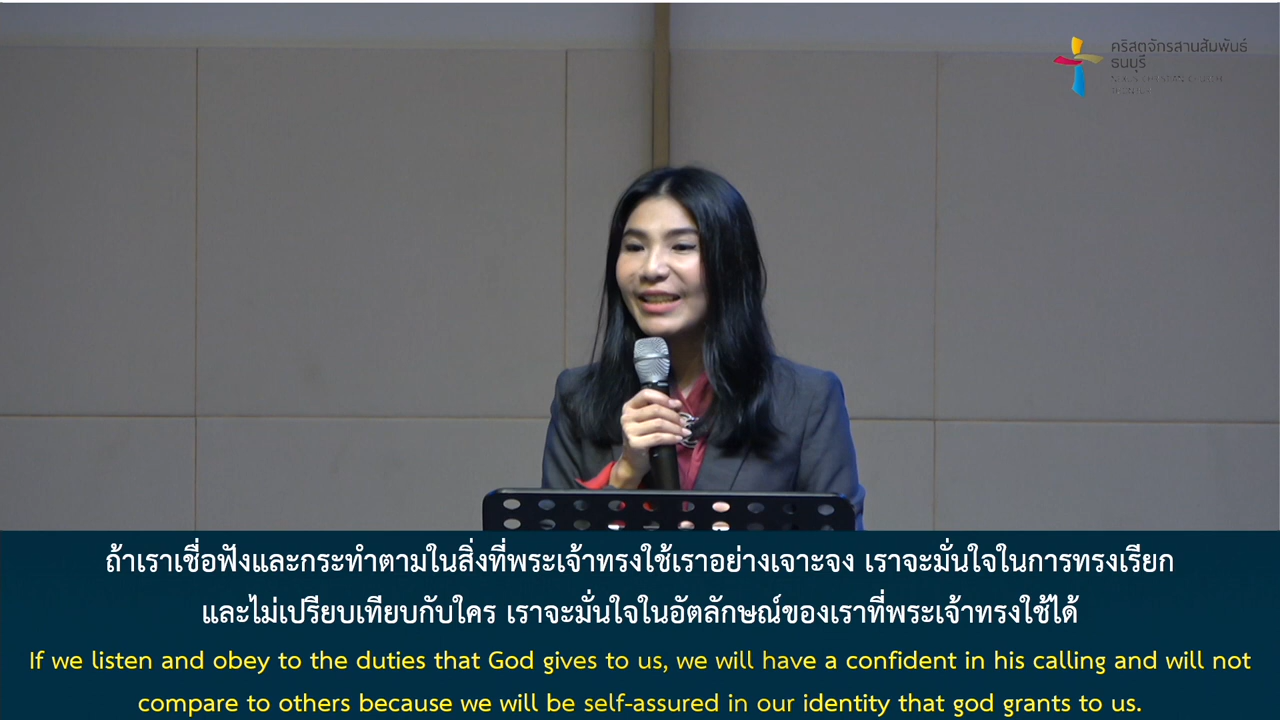 คริสตจักรสานสัมพันธ์
ธนบุรี
ถ้าเราเชื่อฟังและกระทำตามในสิ่งที่พระเจ้าทรงใช้เราอย่างเจาะจง เราจะมั่นใจในการทรงเรียก
และไม่เปรียบเทียบกับใคร เราจะมั่นใจในอัตลักษณ์ของเราที่พระเจ้าทรงใช้ได้
If we listen and obey to the duties that God gives to us, we will have a confident in his calling and will not
compare to others because we will be self-assured in our identity that god grants to us.